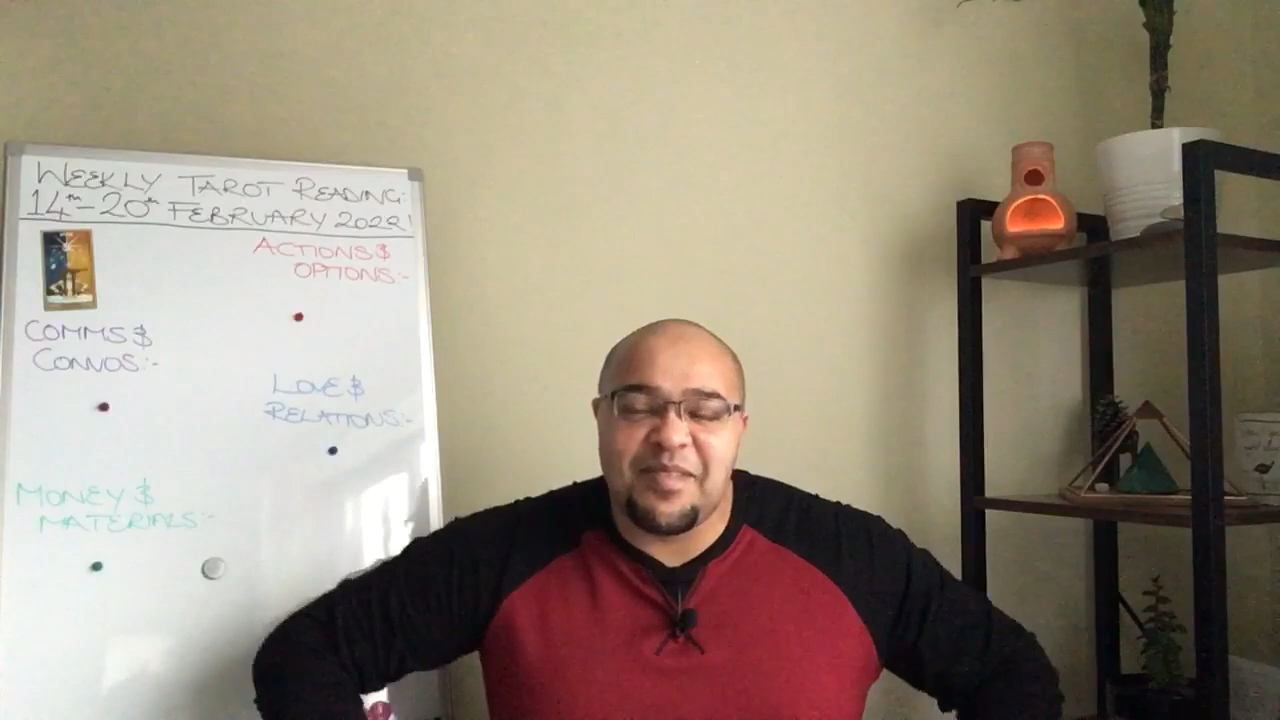 WEEKLY TAROT READING:
14th-20th FEBRUARY 2022!
ACTIONS &
OPTIONS:-
COMMS &
CONVOS:-
LOVE &
RELATIONS:-
MONEY &
MATERIALS:-